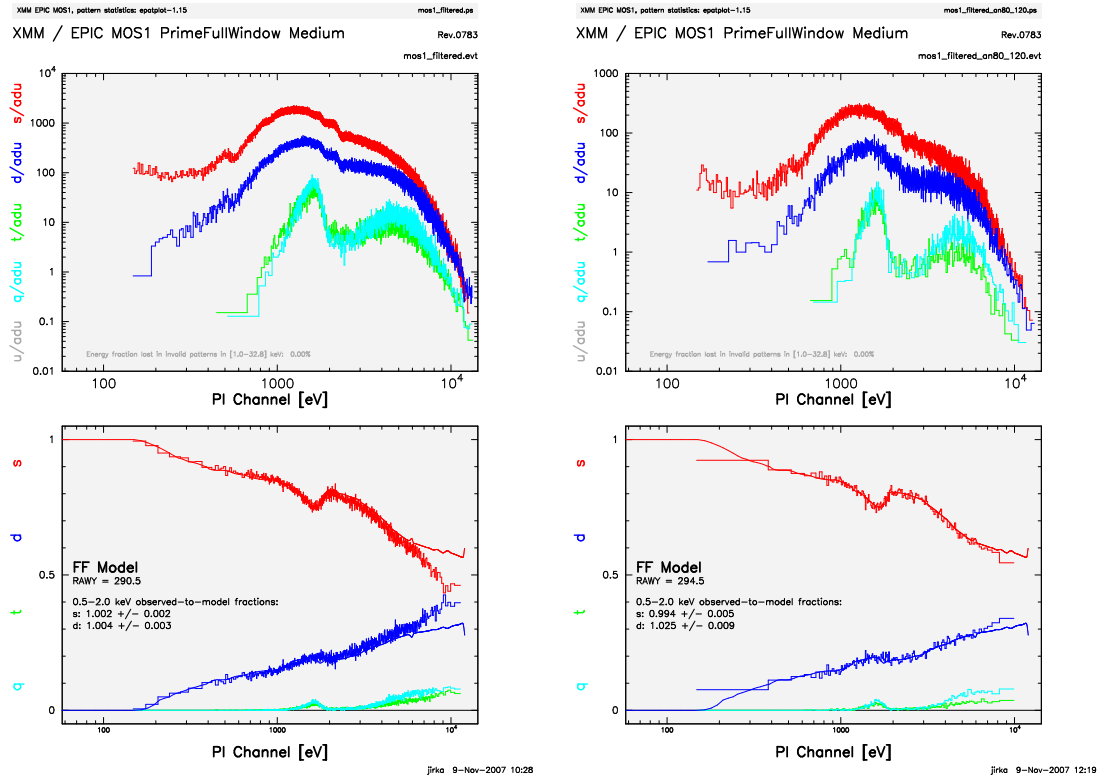 XMM EPIC MOS1, pattern statistics: epatplot-1.15
mos1_filtered.ps
XMM / EPIC MOS1 PrimeFullWindow Medium
Rev.0783
mos1_filtered.evt
u/adu q/adu t/adu d/adu s/adu
10^4
1000
100
10
1
0.1
0.01
Energy fraction lost in invalid patterns in [1.0-32.8] keV: 0.00%
100
1000
10^4
PI Channel [eV]
q t d s
1
0.5
0
FF Model
RAWY = 290.5
0.5-2.0 keV observed-to-model fractions:
s: 1.002 +/- 0.002
d: 1.004 +/- 0.003
100
1000
10^4
PI Channel [eV]
jirka 9-Nov-2007 10:28
XMM EPIC MOS1, pattern statistics: epatplot-1.15
mos1_filtered_an80_120.ps
XMM / EPIC MOS1 PrimeFullWindow Medium
Rev.0783
mos1_filtered_an80_120.evt
u/adu q/adu t/adu d/adu s/adu
1000
100
10
1
0.1
0.01
Energy fraction lost in invalid patterns in [1.0-32.8] keV: 0.00%
100
1000
10^4
PI Channel [eV]
q t d s
1
0.5
0
FF Model
RAWY = 294.5
0.5-2.0 keV observed-to-model fractions:
s: 0.994 +/- 0.005
d: 1.025 +/- 0.009
100
1000
10^4
PI Channel [eV]
jirka 9-Nov-2007 12:19